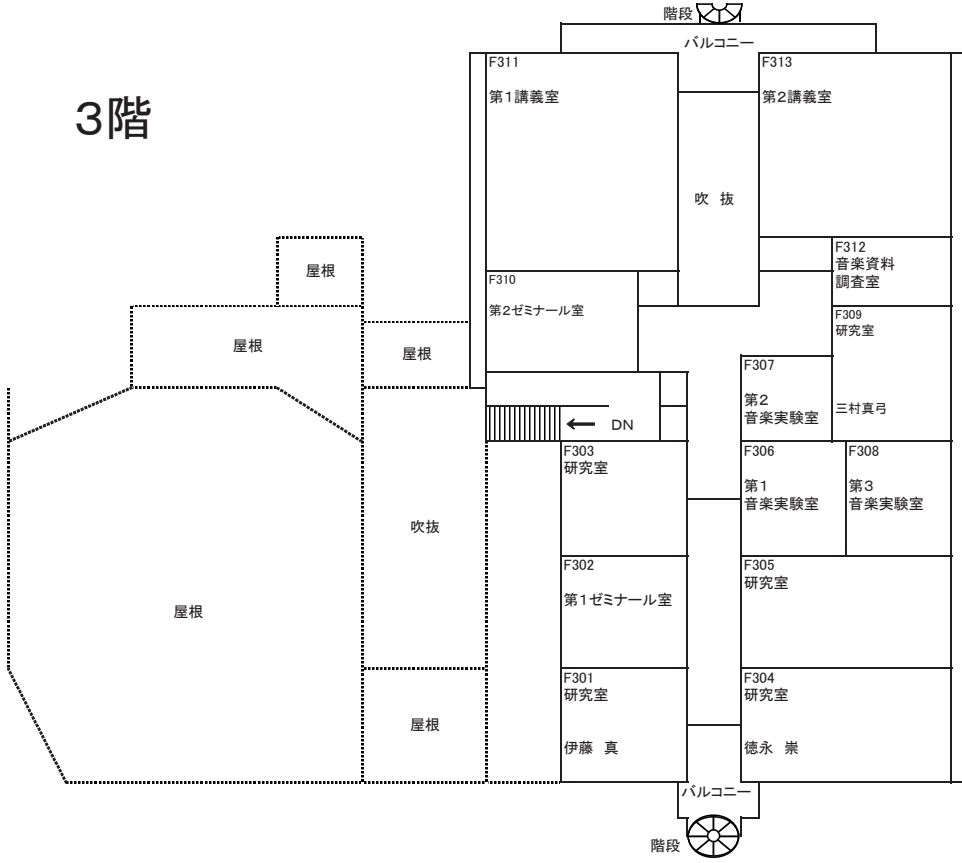 階段
バルコニー
3階
F311
第1講義室
F313
第2講義室
吹 抜
F312
音楽資料
調査室
屋根
屋根
屋根
F310
第2ゼミナール室
F309
研究室
三村真弓
F307
第2
音楽実験室
DN
F303
研究室
F306
第1
音楽実験室
F308
第3
音楽実験室
吹抜
屋根
F302
第1ゼミナール室
F305
研究室
F301
研究室
伊藤 真
F304
研究室
徳永 崇
屋根
バルコニー
階段